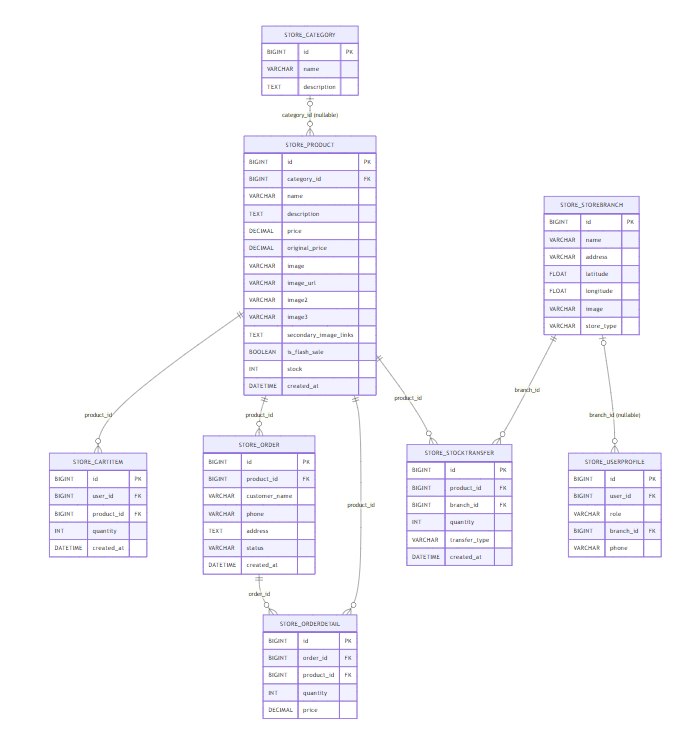 STORE_CATEGORY
BIGINT id PK
VARCHAR name
TEXT description
category_id (nullable)
STORE_PRODUCT
BIGINT id PK
BIGINT category_id FK
VARCHAR name
TEXT description
DECIMAL price
DECIMAL original_price
VARCHAR image
VARCHAR image_url
VARCHAR image2
VARCHAR image3
TEXT secondary_image_links
BOOLEAN is_flash_sale
INT stock
DATETIME created_at
STORE_STOREBRANCH
BIGINT id PK
VARCHAR name
VARCHAR address
FLOAT latitude
FLOAT longitude
VARCHAR image
VARCHAR store_type
product_id
product_id
product_id
product_id
branch_id
branch_id (nullable)
STORE_CARTITEM
BIGINT id PK
BIGINT user_id FK
BIGINT product_id FK
INT quantity
DATETIME created_at
STORE_ORDER
BIGINT id PK
BIGINT product_id FK
VARCHAR customer_name
VARCHAR phone
TEXT address
VARCHAR status
DATETIME created_at
STORE_STOCKTRANSFER
BIGINT id PK
BIGINT product_id FK
BIGINT branch_id FK
INT quantity
VARCHAR transfer_type
DATETIME created_at
STORE_USERPROFILE
BIGINT id PK
BIGINT user_id FK
VARCHAR role
BIGINT branch_id FK
VARCHAR phone
order_id
STORE_ORDERDETAIL
BIGINT id PK
BIGINT order_id FK
BIGINT product_id FK
INT quantity
DECIMAL price